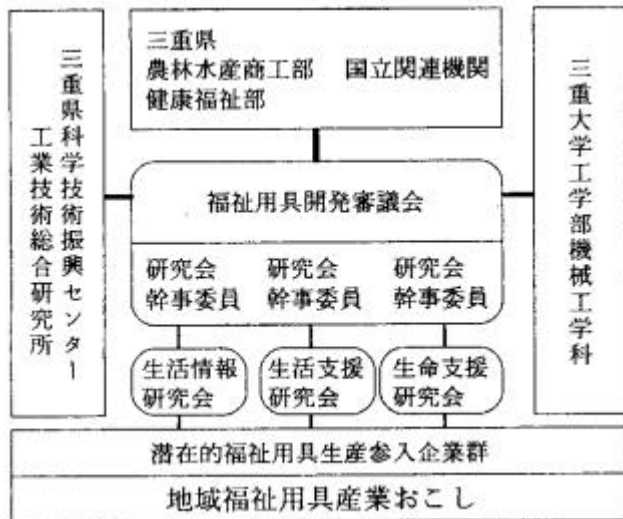 三重県
農林水産商工部 国立関連機関
健康福祉部
三重県科学技術振興センター
工業技術総合研究所
三重大学工学部機械工学科
福祉用具開発審議会
研究会 研究会 研究会
幹事委員 幹事委員 幹事委員
生活情報 生活支援 生命支援
研究会 研究会 研究会
潜在的福祉用具生産参入企業群
地域福祉用具産業おこし